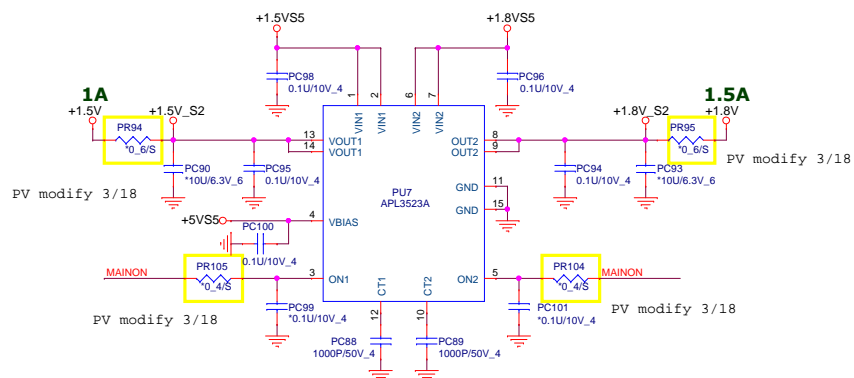 +1.5VS5
+1.8VS5
PC98
0.1U/10V_4
PC96
0.1U/10V_4
1
2
6
7
VIN1
VIN1
VIN2
VIN2
1A
+1.5V
+1.5V_S2
PR94
*0_6/S
13
14
VOUT1
VOUT1
OUT2
OUT2
8
9
+1.8V_S2
1.5A
+1.8V
PR95
*0_6/S
PV modify 3/18
PC90
*10U/6.3V_6
PC95
0.1U/10V_4
PC94
0.1U/10V_4
PC93
*10U/6.3V_6
PV modify 3/18
PU7
APL3523A
GND
11
GND
15
+5VS5
4
VBIAS
PC100
0.1U/10V_4
MAINON
PR105
*0_4/S
3
ON1
ON2
5
PR104
*0_4/S
MAINON
CT1
CT2
12
10
PV modify 3/18
PC99
*0.1U/10V_4
PC101
*0.1U/10V_4
PV modify 3/18
PC88
1000P/50V_4
PC89
1000P/50V_4